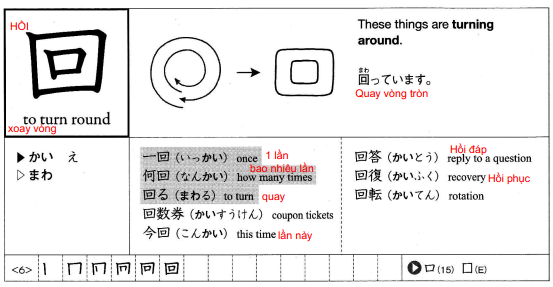 HỒI
回
to turn round
xoay vòng
These things are turning
around.
まわ
回っています。
Quay vòng tròn
▶かい え
▷まわ
一回（いっかい） once 1 lần
何回（なんかい） how many times bao nhiêu lần
回る（まわる） to turn quay
回数券（かいすうけん） coupon tickets
今回（こんかい） this time lần này
回答（かいとう） reply to a question Hồi đáp
回復（かいふく） recovery Hồi phục
回転（かいてん） rotation
<6> 丨 冂 冋 回 回
▶口(15) 囗(E)